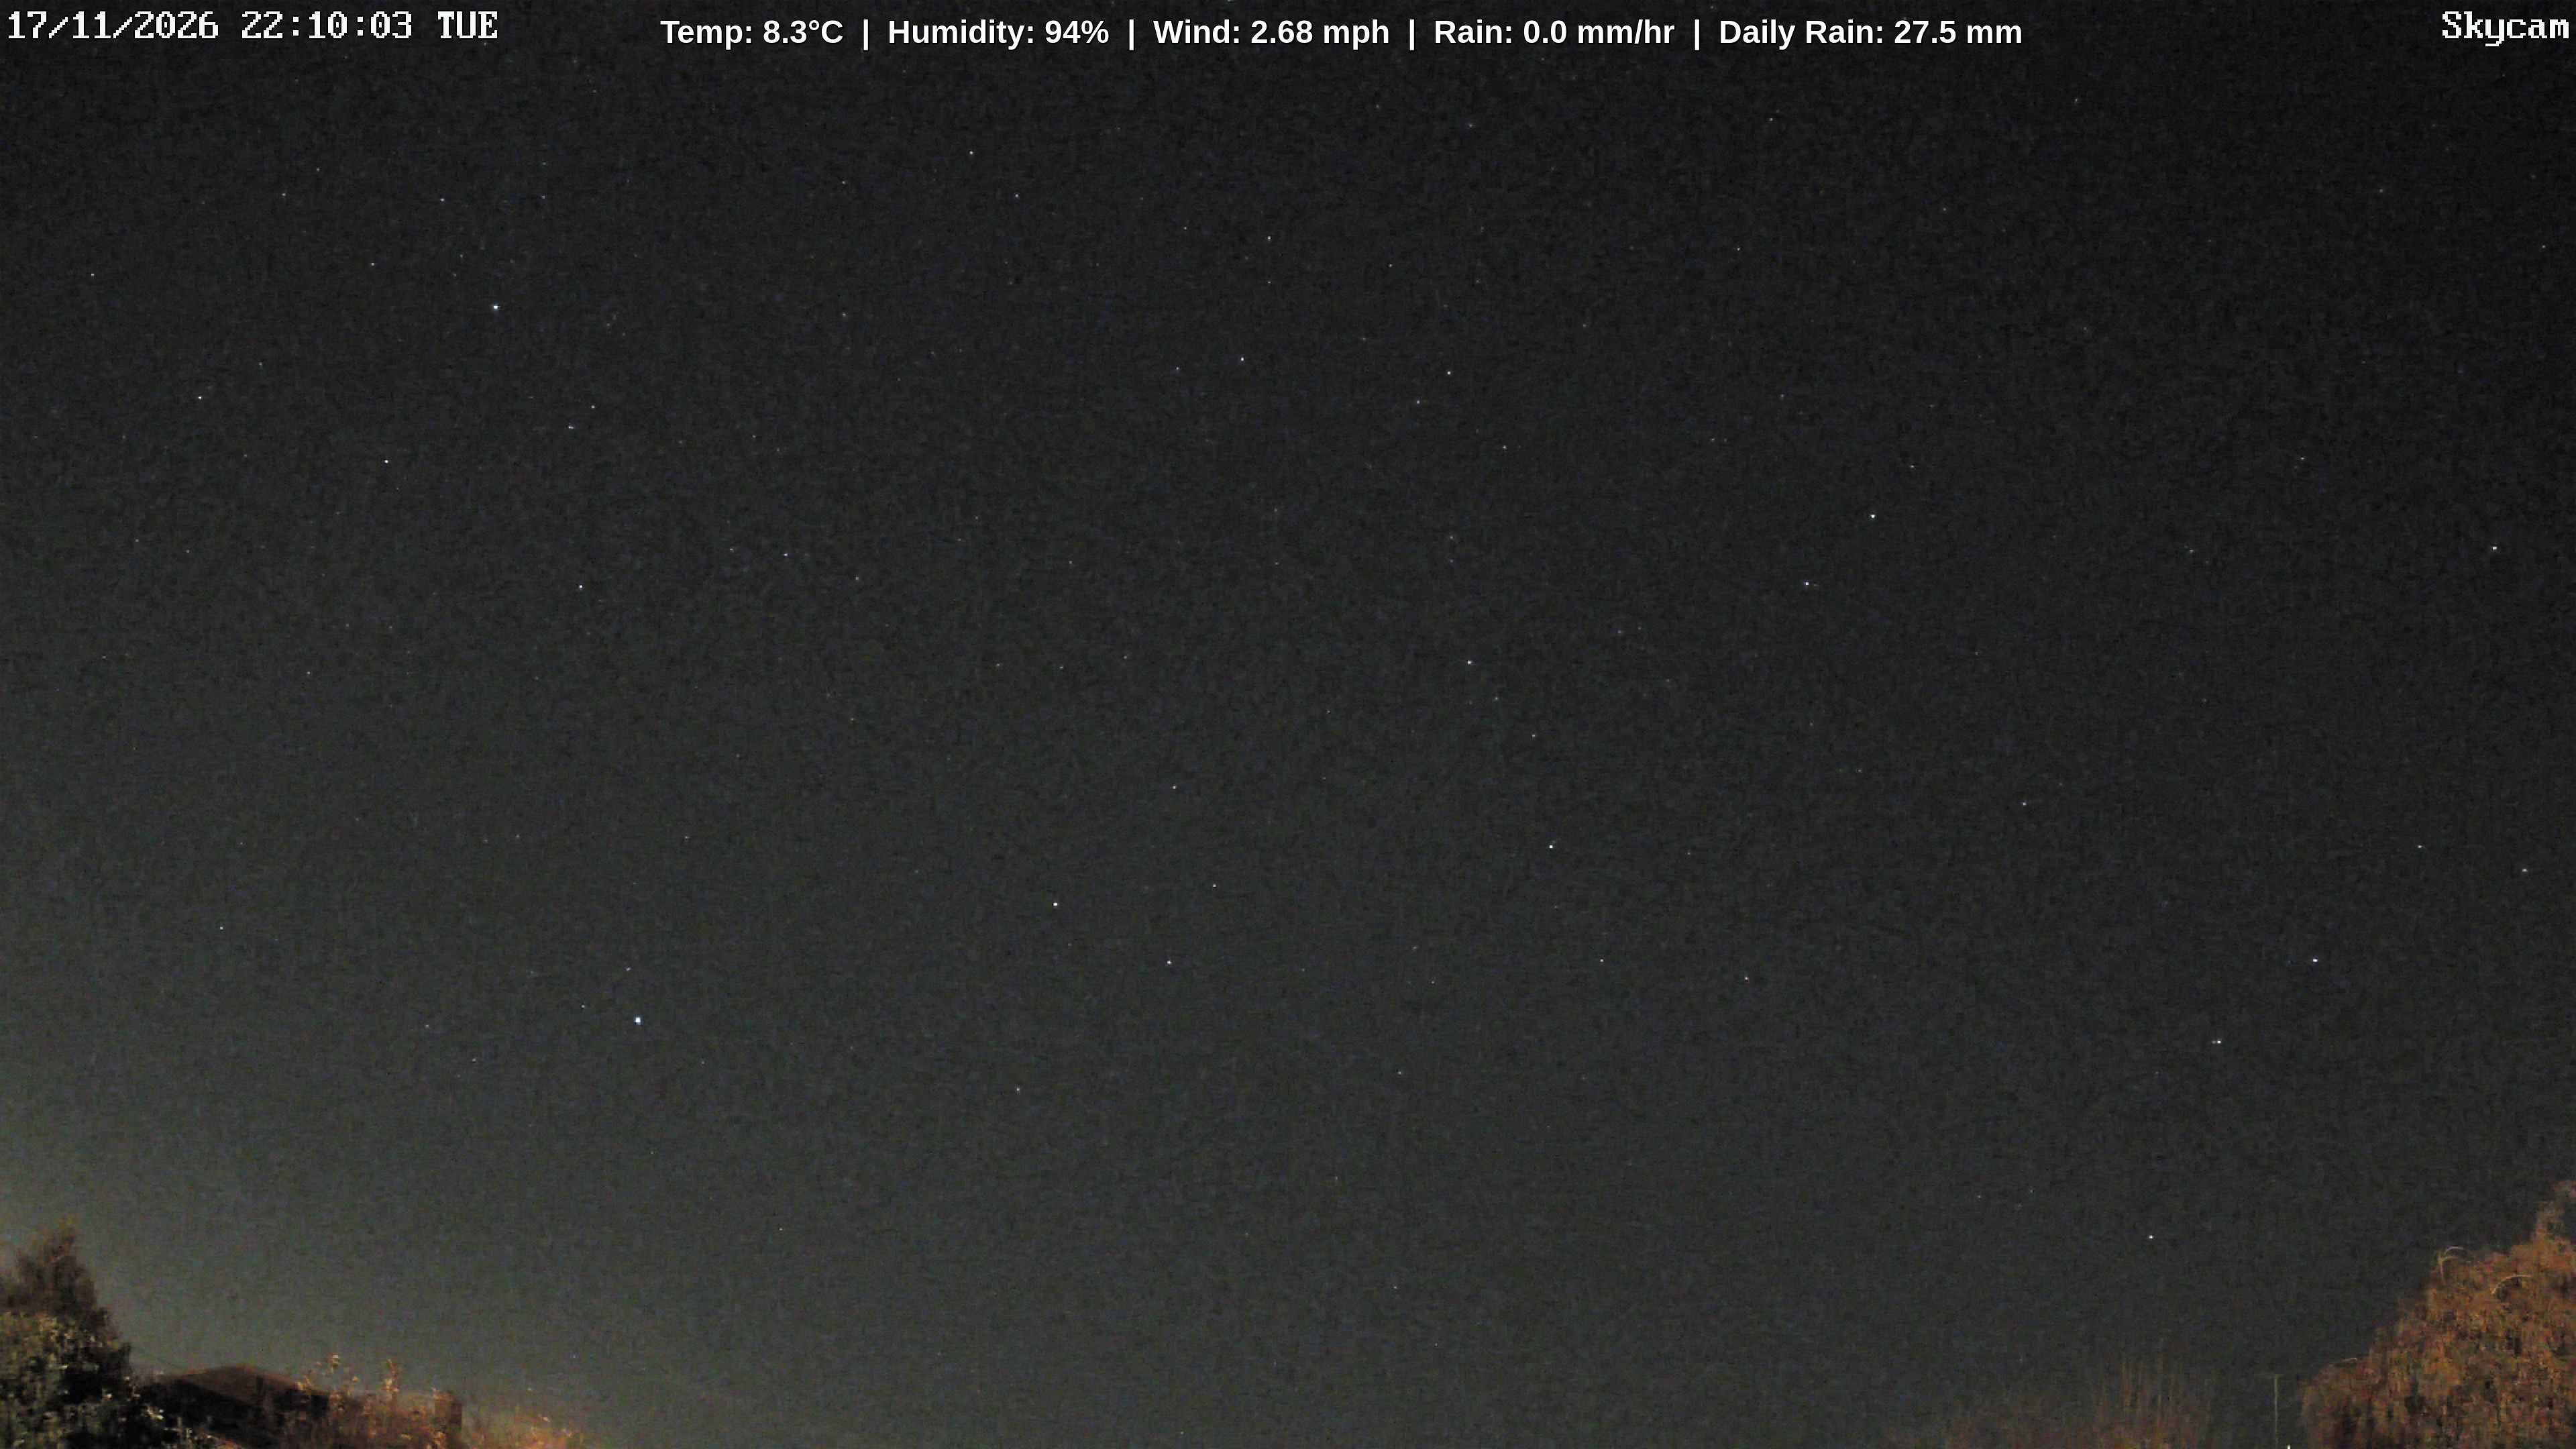 17/11/2026 22:10:03 TUE
Temp: 8.3°C | Humidity: 94% | Wind: 2.68 mph | Rain: 0.0 mm/hr | Daily Rain: 27.5 mm
Skycam